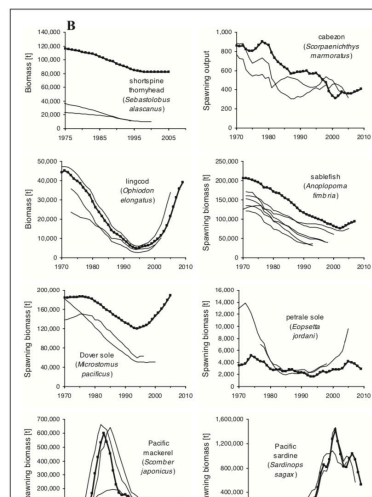 B
Biomass [t]
140,000
120,000
100,000
80,000
60,000
40,000
20,000
0
1975
1985
1995
2005
shortspine
thornyhead
(Sebastolobus
alascanus)
Spawning output
1,000
800
600
400
200
0
1970
1980
1990
2000
2010
cabezon
(Scorpaenichthys
marmoratus)
Biomass [t]
50,000
40,000
30,000
20,000
10,000
0
1970
1980
1990
2000
2010
lingcod
(Ophiodon
elongatus)
Spawning biomass [t]
250,000
200,000
150,000
100,000
50,000
0
1970
1980
1990
2000
2010
sablefish
(Anoplopoma
fimbria)
Spawning biomass [t]
200,000
160,000
120,000
80,000
40,000
0
1970
1980
1990
2000
2010
Dover sole
(Microstomus
pacificus)
Spawning biomass [t]
16,000
14,000
12,000
10,000
8,000
6,000
4,000
2,000
0
1970
1980
1990
2000
2010
petrale sole
(Eopsetta
jordani)
Spawning biomass [t]
700,000
600,000
500,000
400,000
300,000
200,000
Pacific
mackerel
(Scomber
japonicus)
Spawning biomass [t]
1,600,000
1,200,000
800,000
400,000
Pacific
sardine
(Sardinops
sagax)